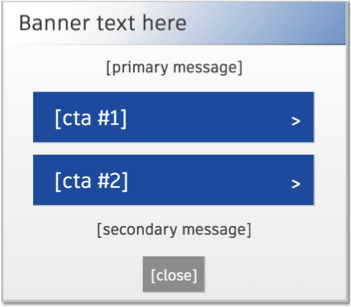 Banner text here
[primary message]
[cta #1] >
[cta #2] >
[secondary message]
[close]